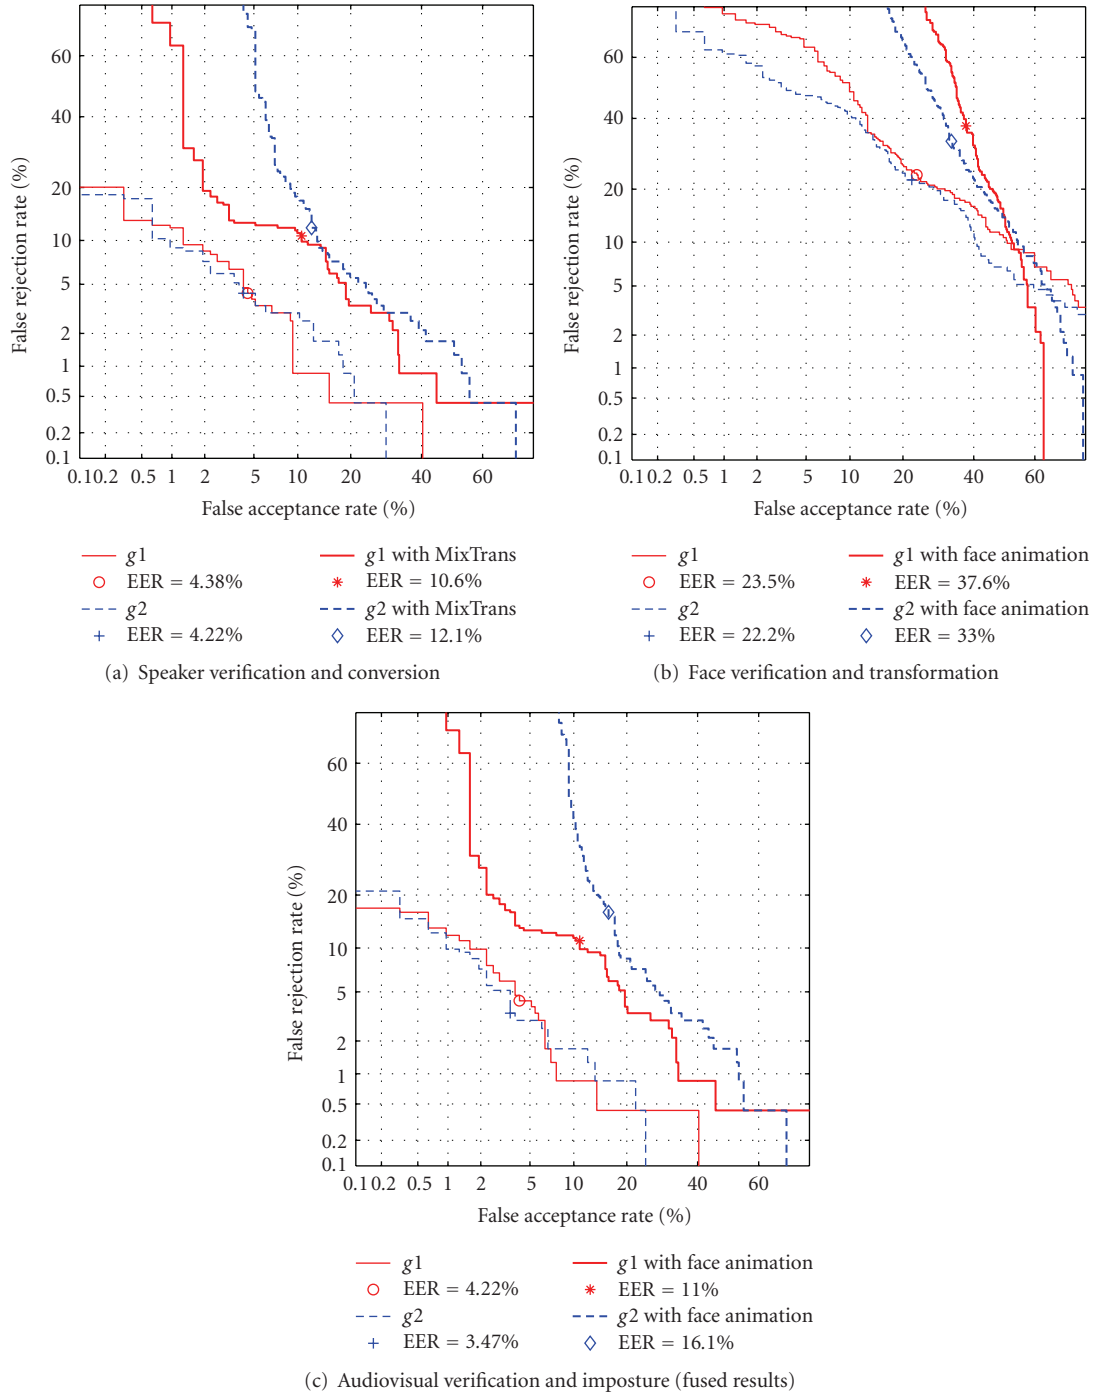 60
40
20
10
5
2
1
0.5
0.2
0.1
False rejection rate (%)
0.1 0.2 0.5 1 2 5 10 20 40 60
False acceptance rate (%)
g1
EER = 4.38%
g2
EER = 4.22%
g1 with MixTrans
EER = 10.6%
g2 with MixTrans
EER = 12.1%
(a) Speaker verification and conversion
60
40
20
10
5
2
1
0.5
0.2
0.1
False rejection rate (%)
0.1 0.2 0.5 1 2 5 10 20 40 60
False acceptance rate (%)
g1
EER = 23.5%
g2
EER = 22.2%
g1 with face animation
EER = 37.6%
g2 with face animation
EER = 33%
(b) Face verification and transformation
60
40
20
10
5
2
1
0.5
0.2
0.1
False rejection rate (%)
0.1 0.2 0.5 1 2 5 10 20 40 60
False acceptance rate (%)
g1
EER = 4.22%
g2
EER = 3.47%
g1 with face animation
EER = 11%
g2 with face animation
EER = 16.1%
(c) Audiovisual verification and imposture (fused results)